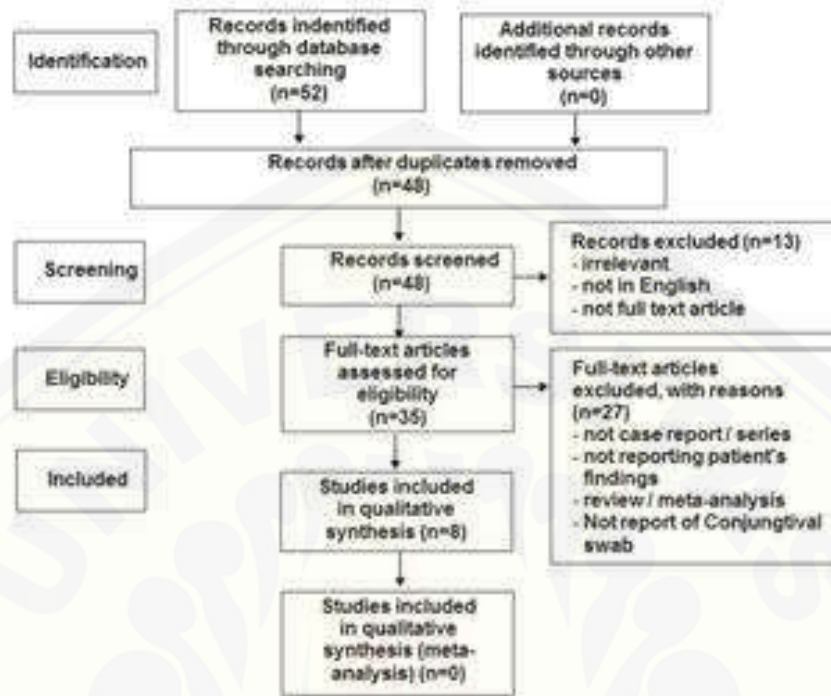 Identification
Records indentified
through database
searching
(n=52)
Additional records
identified through other
sources
(n=0)
Records after duplicates removed
(n=48)
Screening
Records screened
(n=48)
Records excluded (n=13)
- irrelevant
- not in English
- not full text article
Eligibility
Full-text articles
assessed for
eligibility
(n=35)
Full-text articles
excluded, with reasons
(n=27)
- not case report / series
- not reporting patient's
findings
- review / meta-analysis
- Not report of Conjungtival
swab
Included
Studies included
in qualitative
synthesis (n=8)
Studies included
in qualitative
synthesis (meta-
analysis) (n=0)
UNIVERS